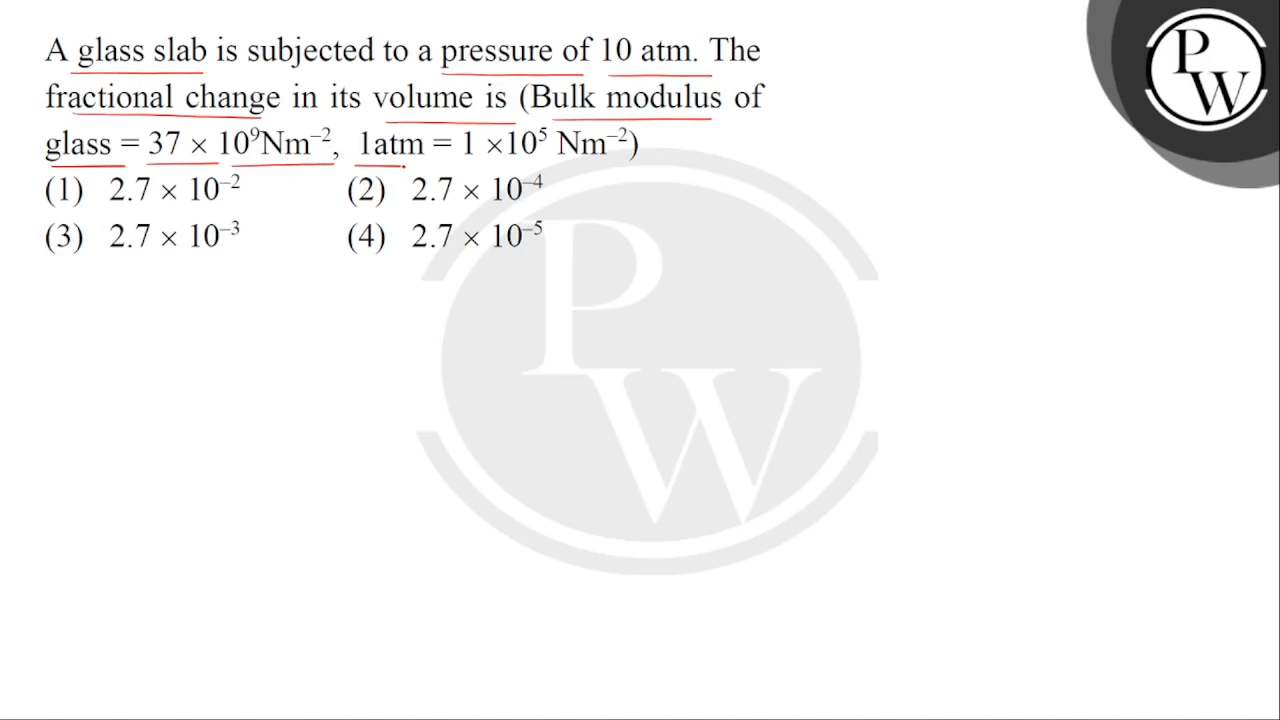 A glass slab is subjected to a pressure of 10 atm. The
fractional change in its volume is (Bulk modulus of
glass = 37 × 10⁹Nm⁻², 1atm = 1 ×10⁵ Nm⁻²)
(1) 2.7 × 10⁻² (2) 2.7 × 10⁻⁴
(3) 2.7 × 10⁻³ (4) 2.7 × 10⁻⁵
P
W
P
W